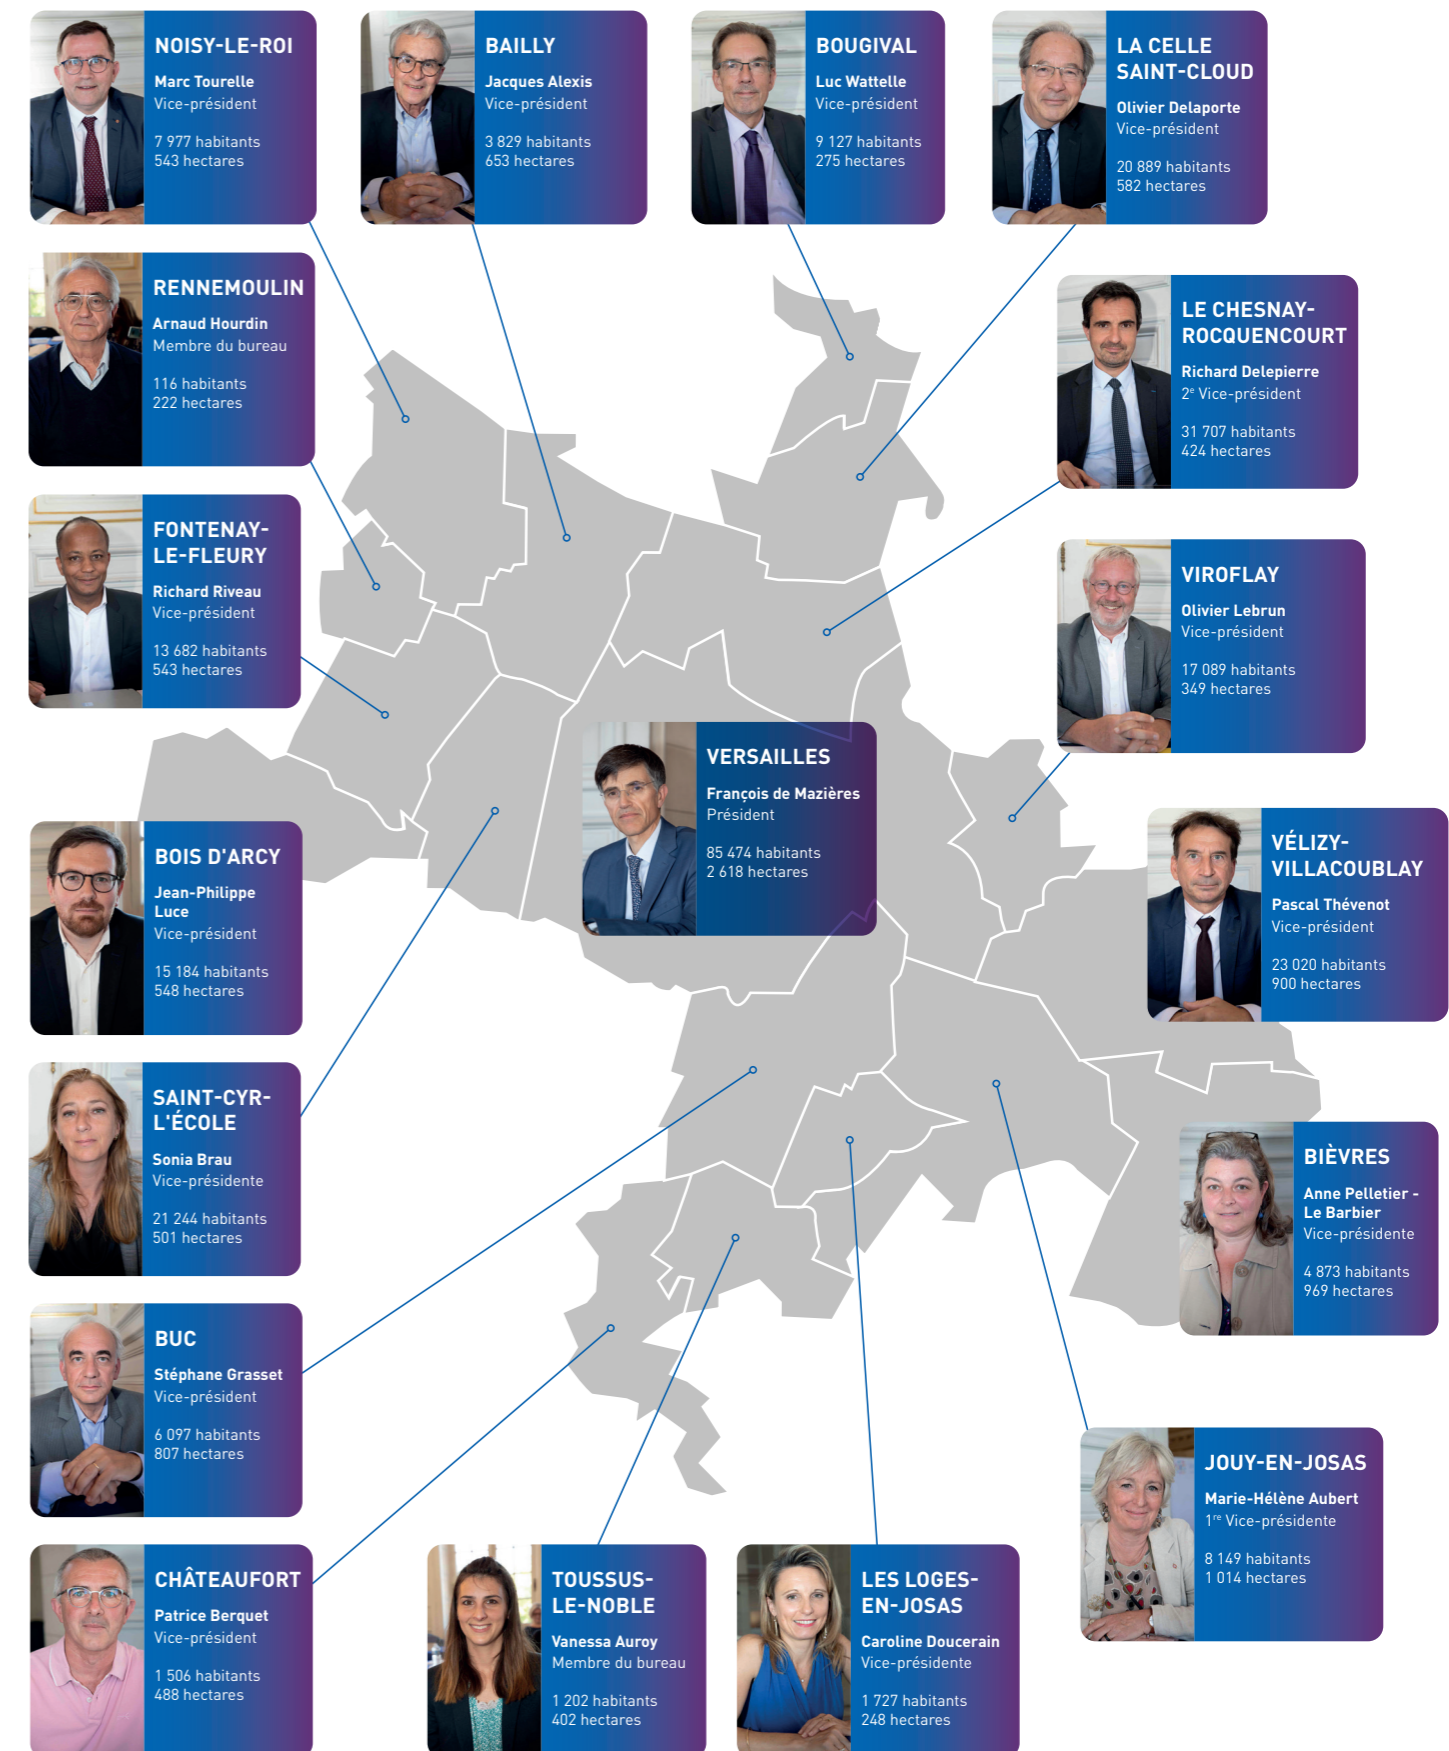 NOISY-LE-ROI
Marc Tourelle
Vice-président
7 977 habitants
543 hectares
BAILLY
Jacques Alexis
Vice-président
3 829 habitants
653 hectares
BOUGIVAL
Luc Wattelle
Vice-président
9 127 habitants
275 hectares
LA CELLE
SAINT-CLOUD
Olivier Delaporte
Vice-président
20 889 habitants
582 hectares
RENNEMOULIN
Arnaud Hourdin
Membre du bureau
116 habitants
222 hectares
LE CHESNAY-
ROCQUENCOURT
Richard Delepierre
2e Vice-président
31 707 habitants
424 hectares
FONTENAY-
LE-FLEURY
Richard Riveau
Vice-président
13 682 habitants
543 hectares
VIROFLAY
Olivier Lebrun
Vice-président
17 089 habitants
349 hectares
VERSAILLES
François de Mazières
Président
85 474 habitants
2 618 hectares
BOIS D'ARCY
Jean-Philippe
Luce
Vice-président
15 184 habitants
548 hectares
VÉLIZY-
VILLACOUBLAY
Pascal Thévenot
Vice-président
23 020 habitants
900 hectares
SAINT-CYR-
L'ÉCOLE
Sonia Brau
Vice-présidente
21 244 habitants
501 hectares
BIÈVRES
Anne Pelletier -
Le Barbier
Vice-présidente
4 873 habitants
969 hectares
BUC
Stéphane Grasset
Vice-président
6 097 habitants
807 hectares
JOUY-EN-JOSAS
Marie-Hélène Aubert
1re Vice-présidente
8 149 habitants
1 014 hectares
CHÂTEAUFORT
Patrice Berquet
Vice-président
1 506 habitants
488 hectares
TOUSSUS-
LE-NOBLE
Vanessa Auroy
Membre du bureau
1 202 habitants
402 hectares
LES LOGES-
EN-JOSAS
Caroline Doucerain
Vice-présidente
1 727 habitants
248 hectares